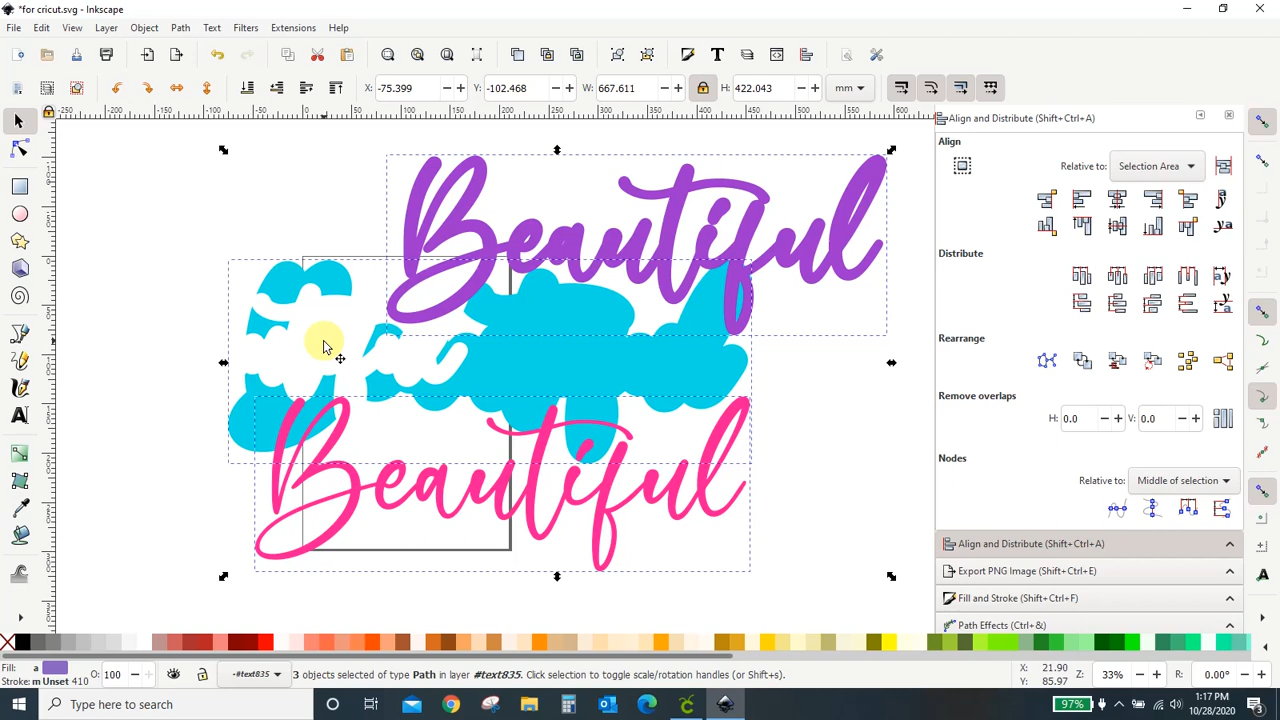 *for cricut.svg - Inkscape
File Edit View Layer Object Path Text Filters Extensions Help
X: -75.399 Y: -102.468 W: 667.611 H: 422.043 mm
Align and Distribute (Shift+Ctrl+A)
Align
Relative to: Selection Area
Distribute
Rearrange
Remove overlaps
H: 0.0 V: 0.0
Nodes
Relative to: Middle of selection
Align and Distribute (Shift+Ctrl+A)
Export PNG Image (Shift+Ctrl+E)
Fill and Stroke (Shift+Ctrl+F)
Path Effects (Ctrl+&)
Beautiful
Beautiful
Fill: a
Stroke: m Unset 410
O: 100
-#text835
3 objects selected of type Path in layer #text835. Click selection to toggle scale/rotation handles (or Shift+s).
X: 21.90
Y: 85.97
Z: 33%
R: 0.00°
Type here to search
97%
1:17 PM
10/28/2020